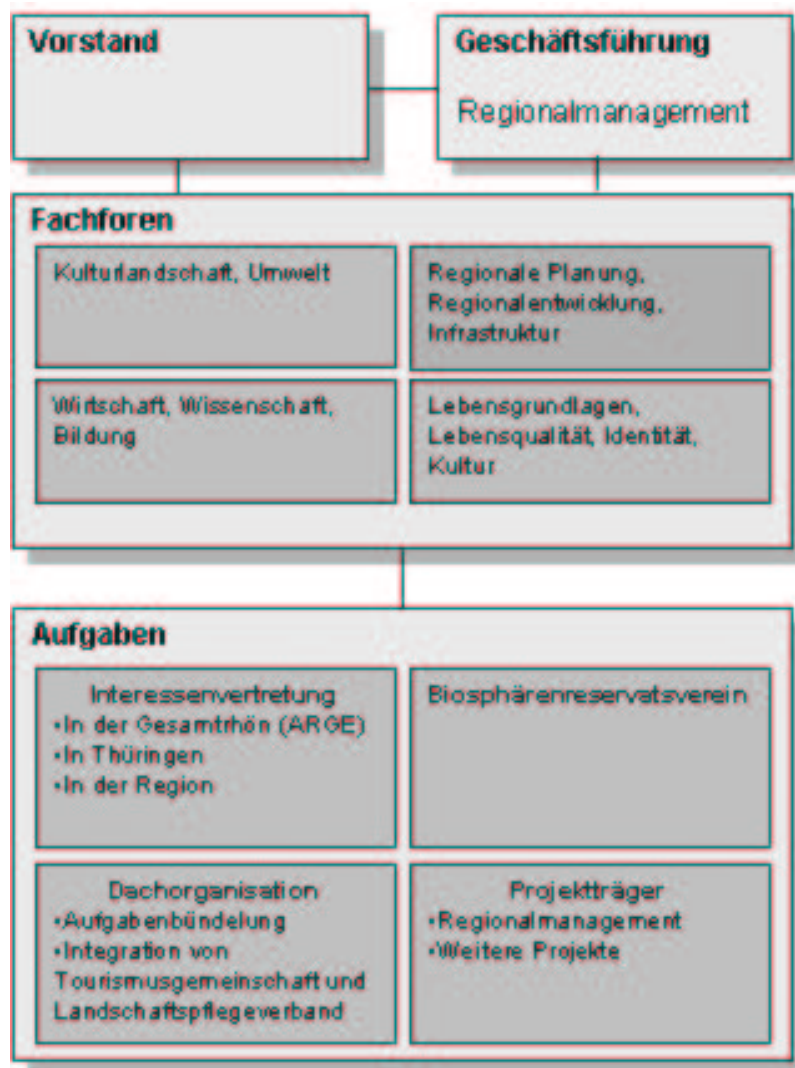 Vorstand
Geschäftsführung
Regionalmanagement
Fachforen
Kulturlandschaft, Umwelt
Regionale Planung,
Regionalentwicklung,
Infrastruktur
Wirtschaft, Wissenschaft,
Bildung
Lebensgrundlagen,
Lebensqualität, Identität,
Kultur
Aufgaben
Interessenvertretung
•In der Gesamtrhön (ARGE)
•In Thüringen
•In der Region
Biosphärenreservatsverein
Dachorganisation
•Aufgabenbündelung
•Integration von
Tourismusgemeinschaft und
Landschaftspflegeverband
Projektträger
•Regionalmanagement
•Weitere Projekte